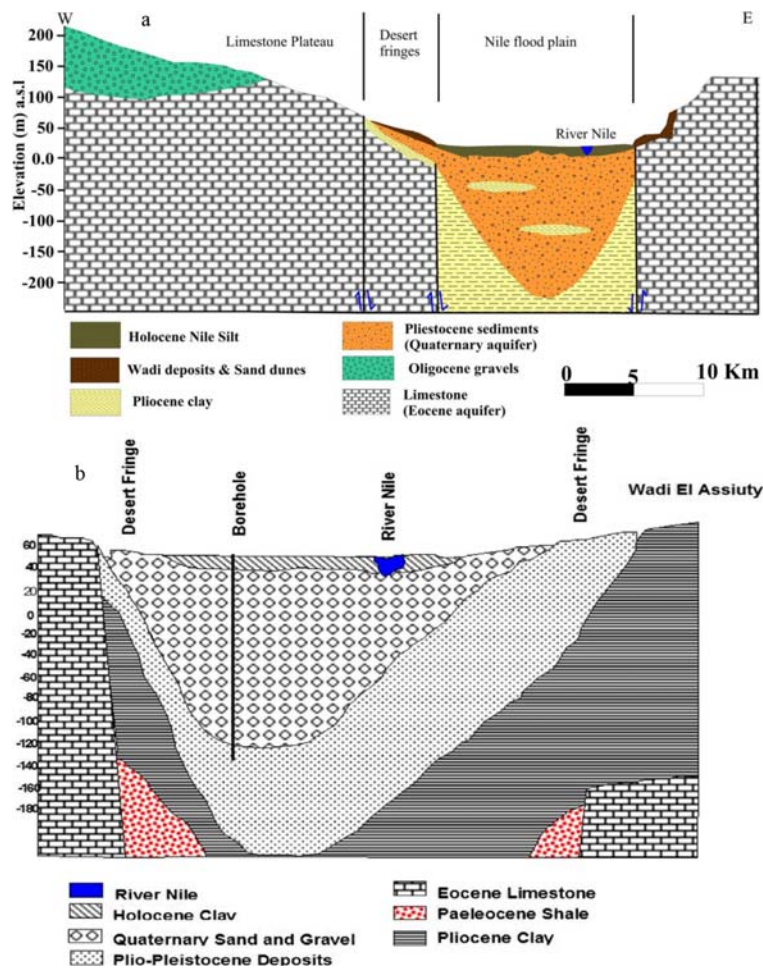 W
a
E
Limestone Plateau
Desert
fringes
Nile flood plain
River Nile
Elevation (m) a.s.l
200
150
100
50
0.0
-50
-100
-150
-200
Holocene Nile Silt
Wadi deposits & Sand dunes
Pliocene clay
Pliestocene sediments
(Quaternary aquifer)
Oligocene gravels
Limestone
(Eocene aquifer)
0 5 10 Km
b
Desert Fringe
Borehole
River Nile
Desert Fringe
Wadi El Assiuty
60
40
20
0
-20
-40
-60
-80
-100
-120
-140
-160
-180
River Nile
Holocene Clay
Quaternary Sand and Gravel
Plio-Pleistocene Deposits
Eocene Limestone
Paeleocene Shale
Pliocene Clay